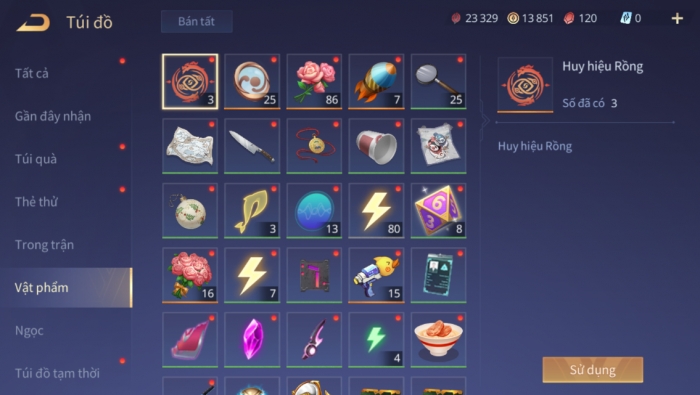 Túi đồ
Bán tất
23 329
13 851
120
0
+
Tất cả
Gần đây nhận
Túi quà
Thẻ thử
Trong trận
Vật phẩm
Ngọc
Túi đồ tạm thời
3
25
86
7
25
3
13
80
6
3
8
16
7
15
4
Huy hiệu Rồng
Số đã có 3
Huy hiệu Rồng
Sử dụng